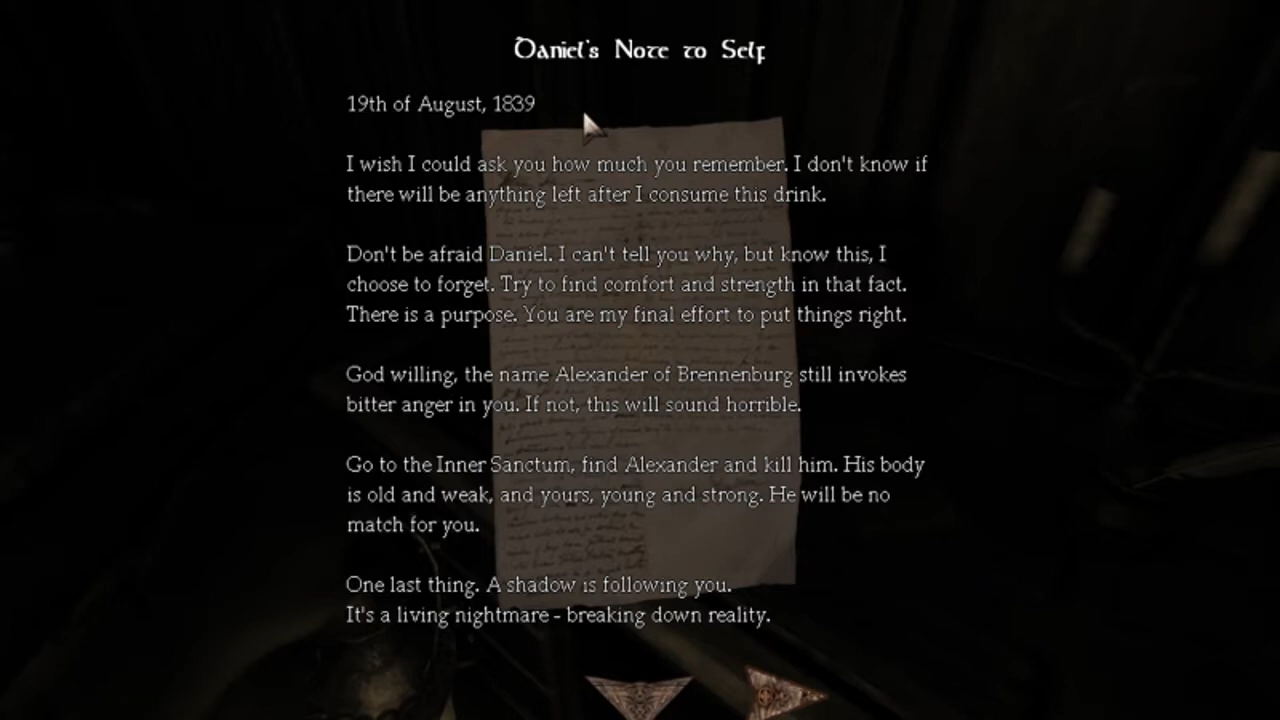 Daniel's Note to Self
19th of August, 1839
I wish I could ask you how much you remember. I don't know if
there will be anything left after I consume this drink.
Don't be afraid Daniel. I can't tell you why, but know this, I
choose to forget. Try to find comfort and strength in that fact.
There is a purpose. You are my final effort to put things right.
God willing, the name Alexander of Brennenburg still invokes
bitter anger in you. If not, this will sound horrible.
Go to the Inner Sanctum, find Alexander and kill him. His body
is old and weak, and yours, young and strong. He will be no
match for you.
One last thing. A shadow is following you.
It's a living nightmare - breaking down reality.